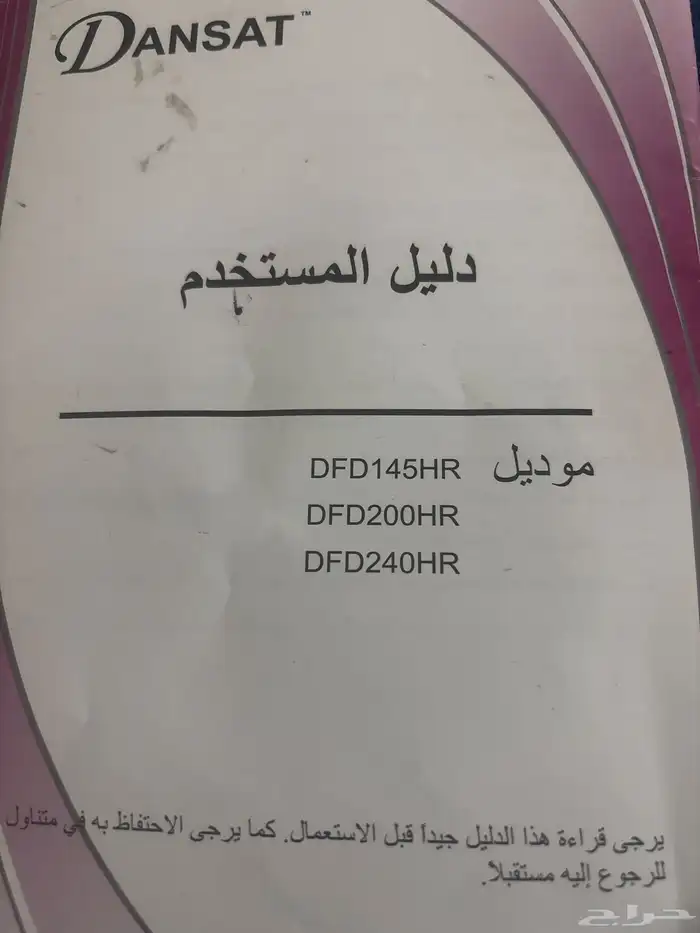 DANSAT™
دليل المستخدم
موديل DFD145HR
DFD200HR
DFD240HR
يرجى قراءة هذا الدليل جيداً قبل الاستعمال. كما يرجى الاحتفاظ به في متناول
للرجوع إليه مستقبلاً.
حراج